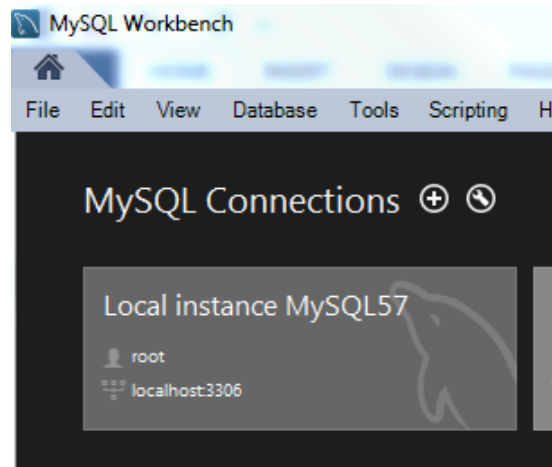 MySQL Workbench
File Edit View Database Tools Scripting H
MySQL Connections
Local instance MySQL57
root
localhost:3306